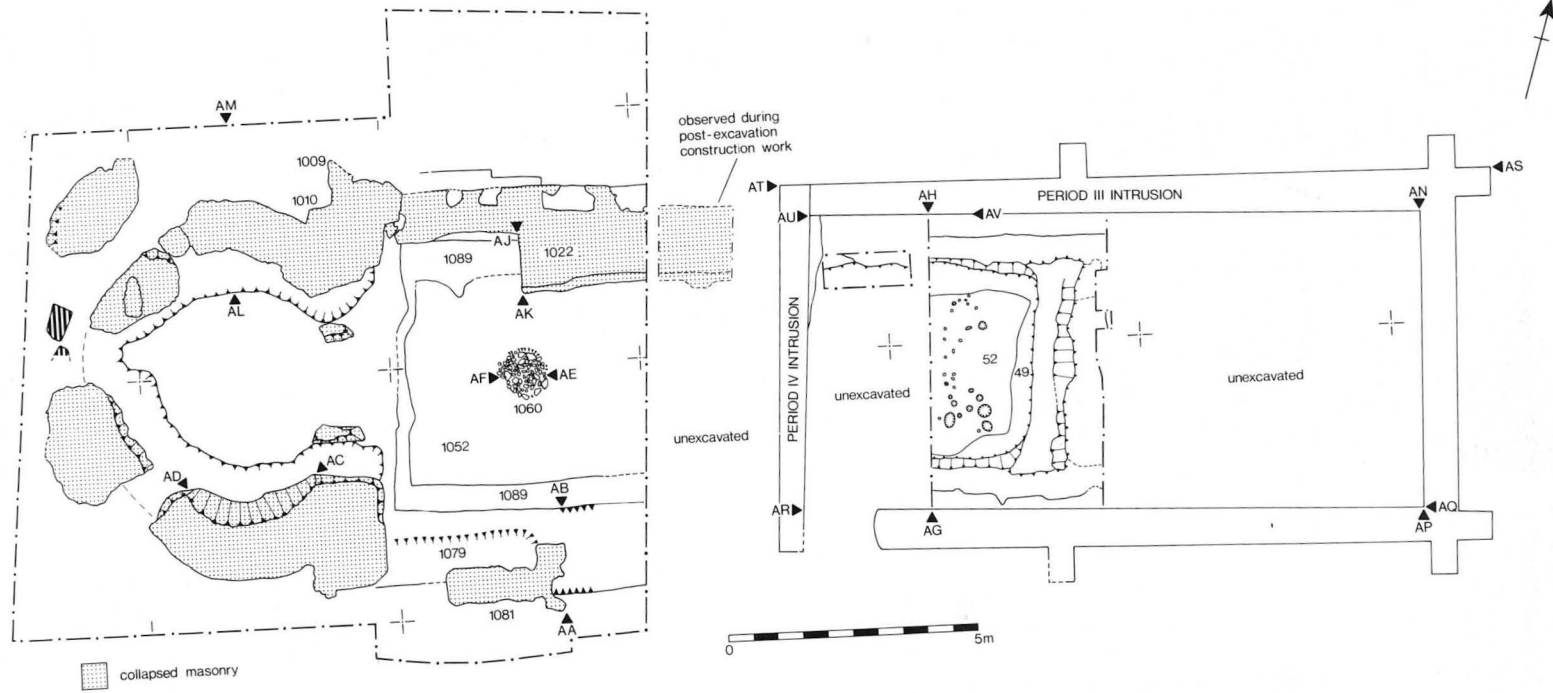 AM
1009
1010
observed during
post-excavation
construction work
AT
AS
PERIOD III INTRUSION
AH
AN
AU
AV
AJ
1089
1022
AL
AK
AF
AE
1060
52
49
unexcavated
unexcavated
PERIOD IV INTRUSION
unexcavated
1052
AC
AD
1089
AB
AR
AG
AQ
AP
1079
1081
AA
0
5m
collapsed masonry